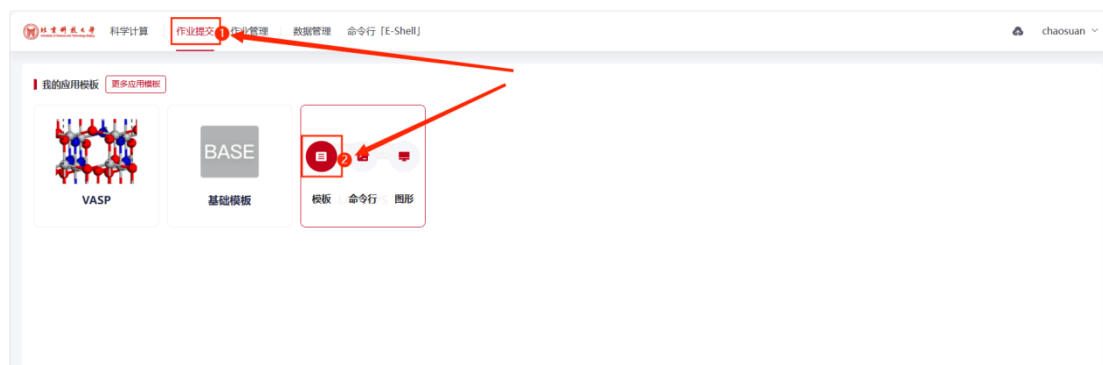 北京科技大学 科学计算 作业提交 1 作业管理 数据管理 命令行「E-Shell」 chaosuan
我的应用模板 更多应用模板
BASE
2
VASP 基础模板 模板 命令行 图形